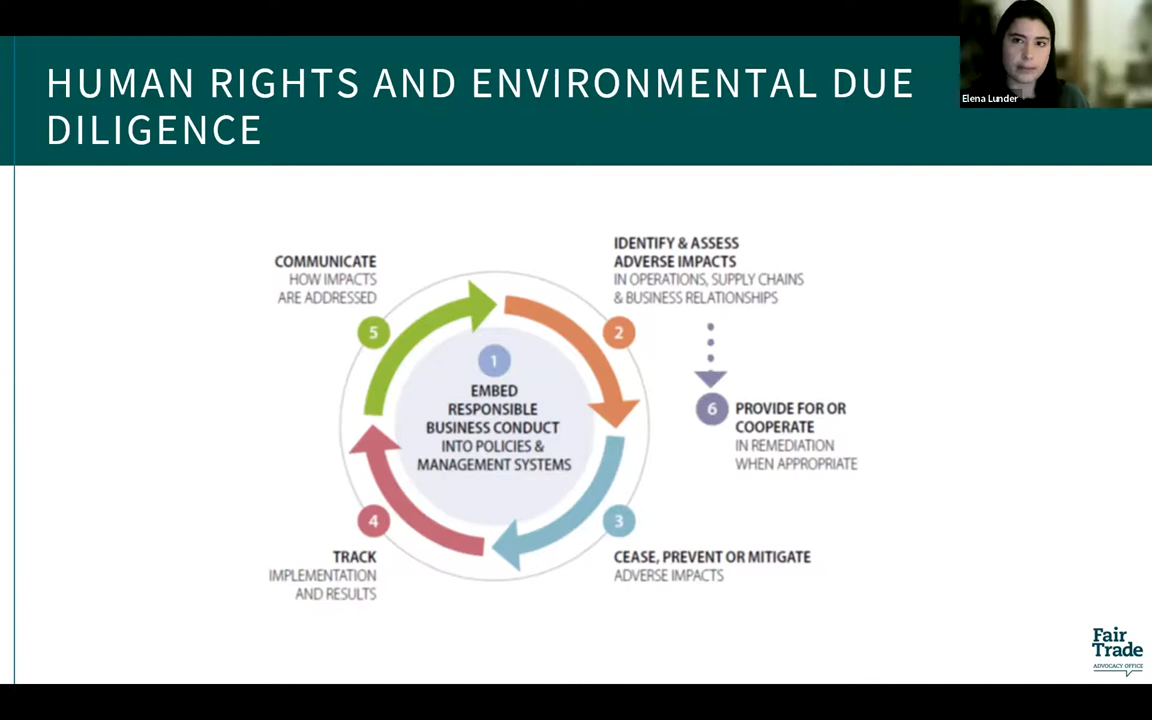 HUMAN RIGHTS AND ENVIRONMENTAL DUE
DILIGENCE
Elena Lunder
COMMUNICATE
HOW IMPACTS
ARE ADDRESSED
5
IDENTIFY & ASSESS
ADVERSE IMPACTS
IN OPERATIONS, SUPPLY CHAINS
& BUSINESS RELATIONSHIPS
2
1
EMBED
RESPONSIBLE
BUSINESS CONDUCT
INTO POLICIES &
MANAGEMENT SYSTEMS
6
PROVIDE FOR OR
COOPERATE
IN REMEDIATION
WHEN APPROPRIATE
4
TRACK
IMPLEMENTATION
AND RESULTS
3
CEASE, PREVENT OR MITIGATE
ADVERSE IMPACTS
Fair
Trade
ADVOCACY OFFICE